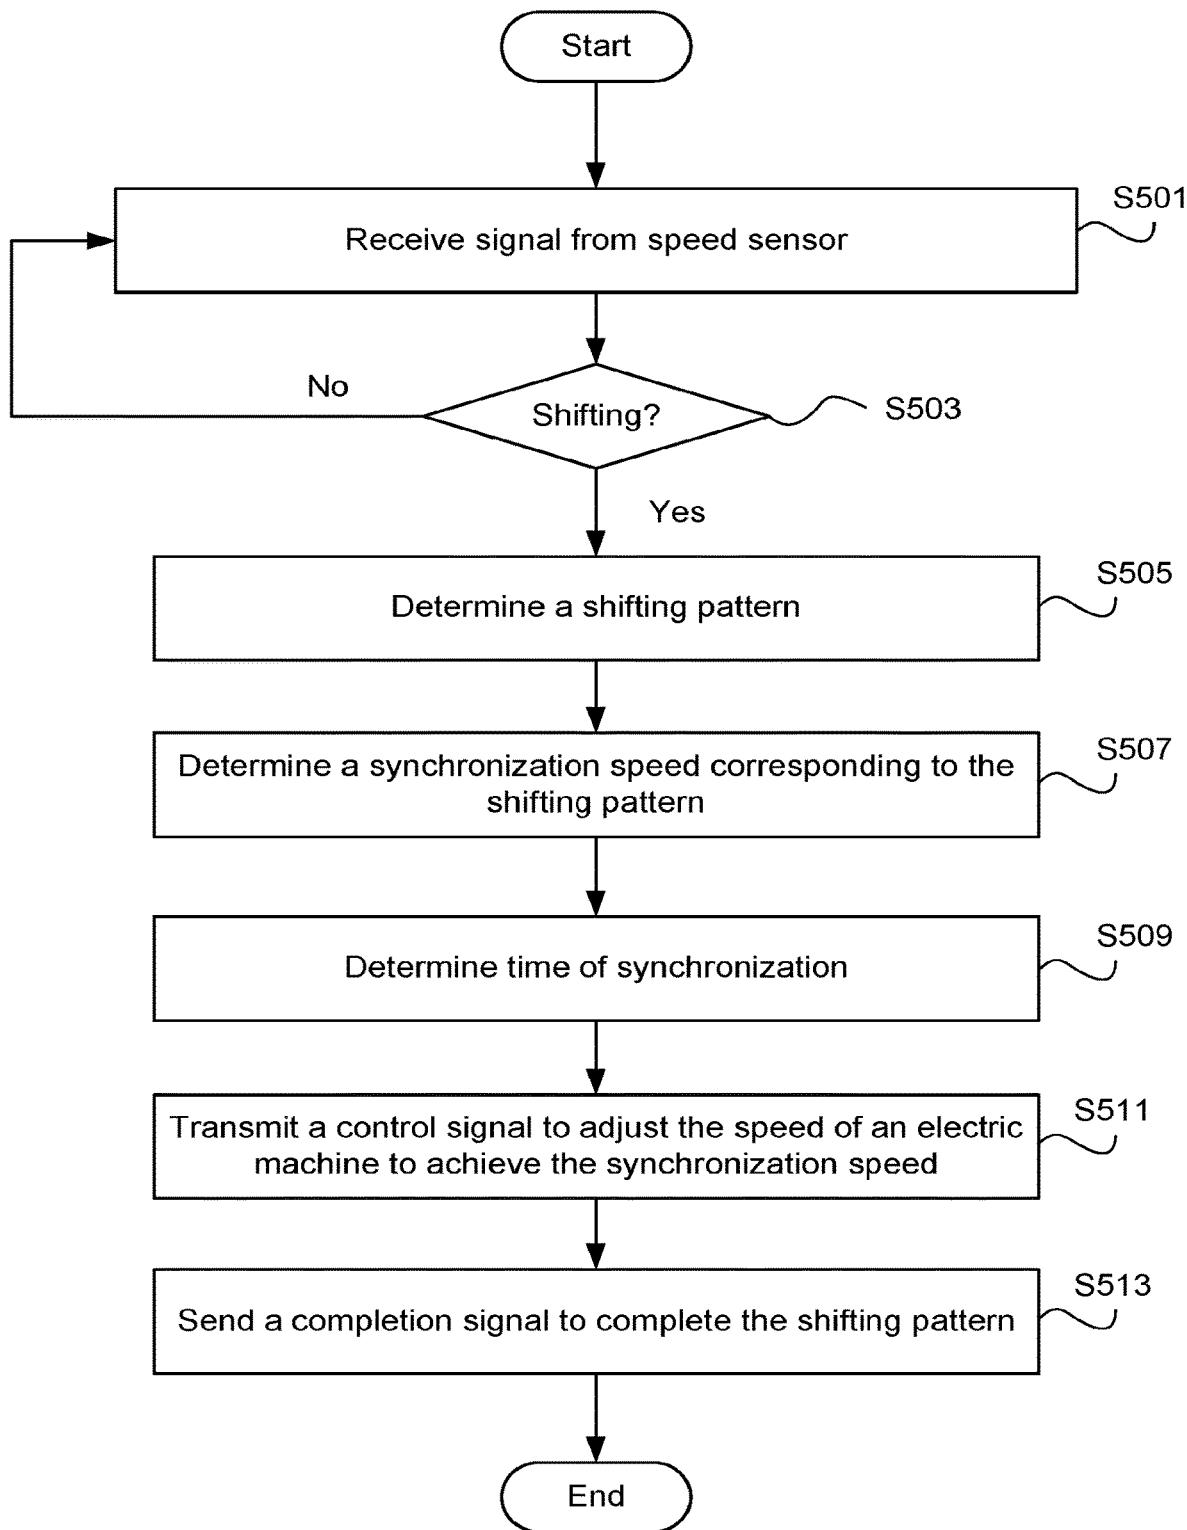 Start
S501
Receive signal from speed sensor
No
Shifting?
S503
Yes
S505
Determine a shifting pattern
S507
Determine a synchronization speed corresponding to the
shifting pattern
S509
Determine time of synchronization
S511
Transmit a control signal to adjust the speed of an electric
machine to achieve the synchronization speed
S513
Send a completion signal to complete the shifting pattern
End